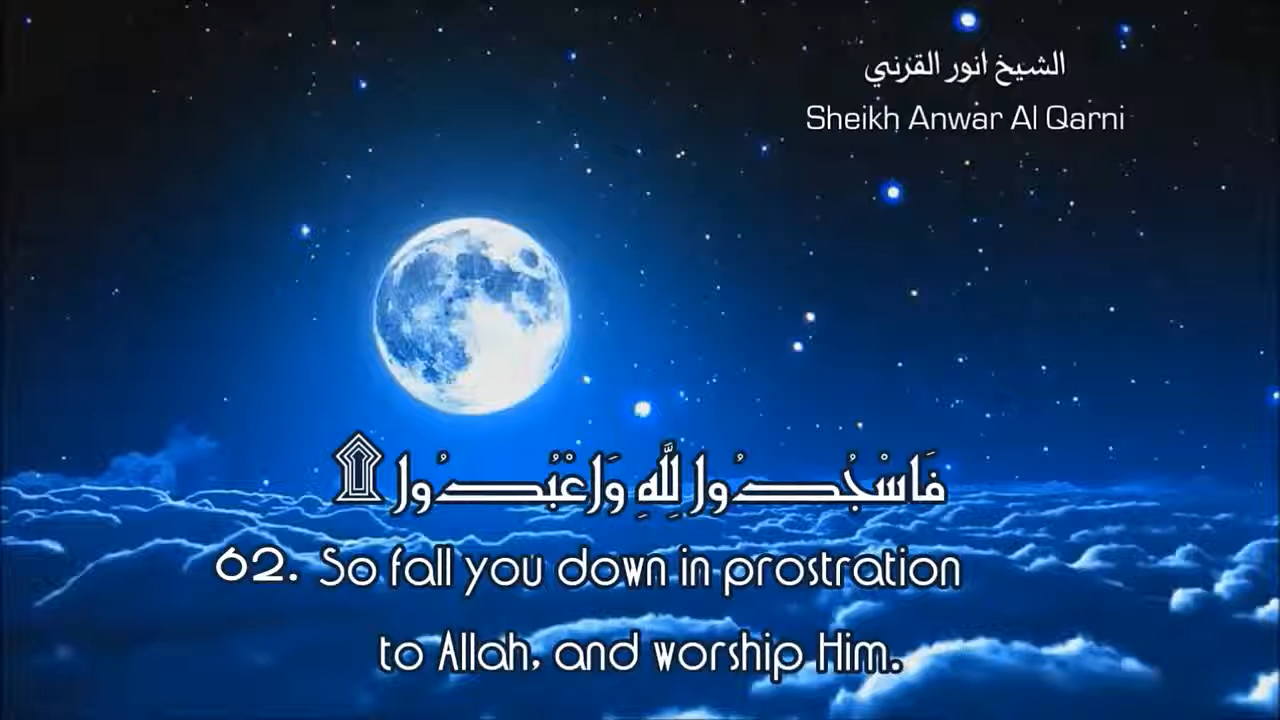 الشيخ انور القرني
Sheikh Anwar Al Qarni
فَاسْجُدُوا لِلَّهِ وَاعْبُدُوا ۩
62. So fall you down in prostration
to Allah, and worship Him.